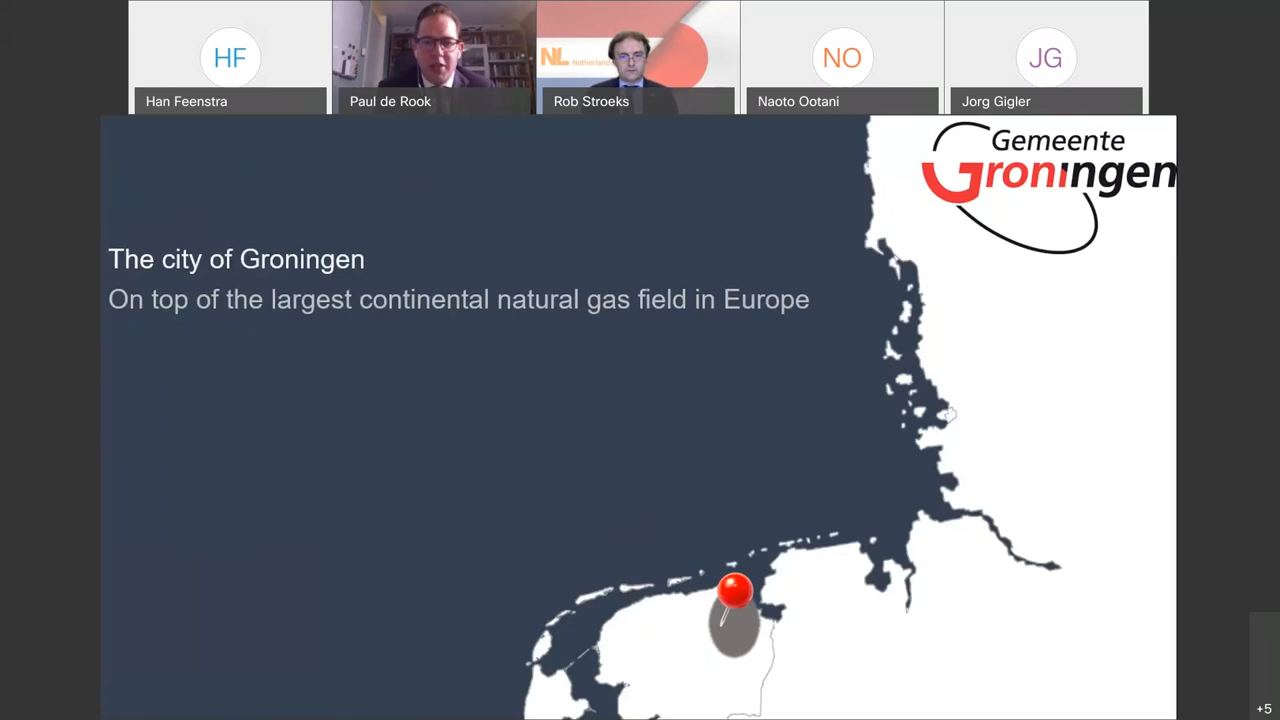 HF
NL Netherlands
NO
JG
Han Feenstra
Paul de Rook
Rob Stroeks
Naoto Ootani
Jorg Gigler
Gemeente
Groningen
The city of Groningen
On top of the largest continental natural gas field in Europe
+5